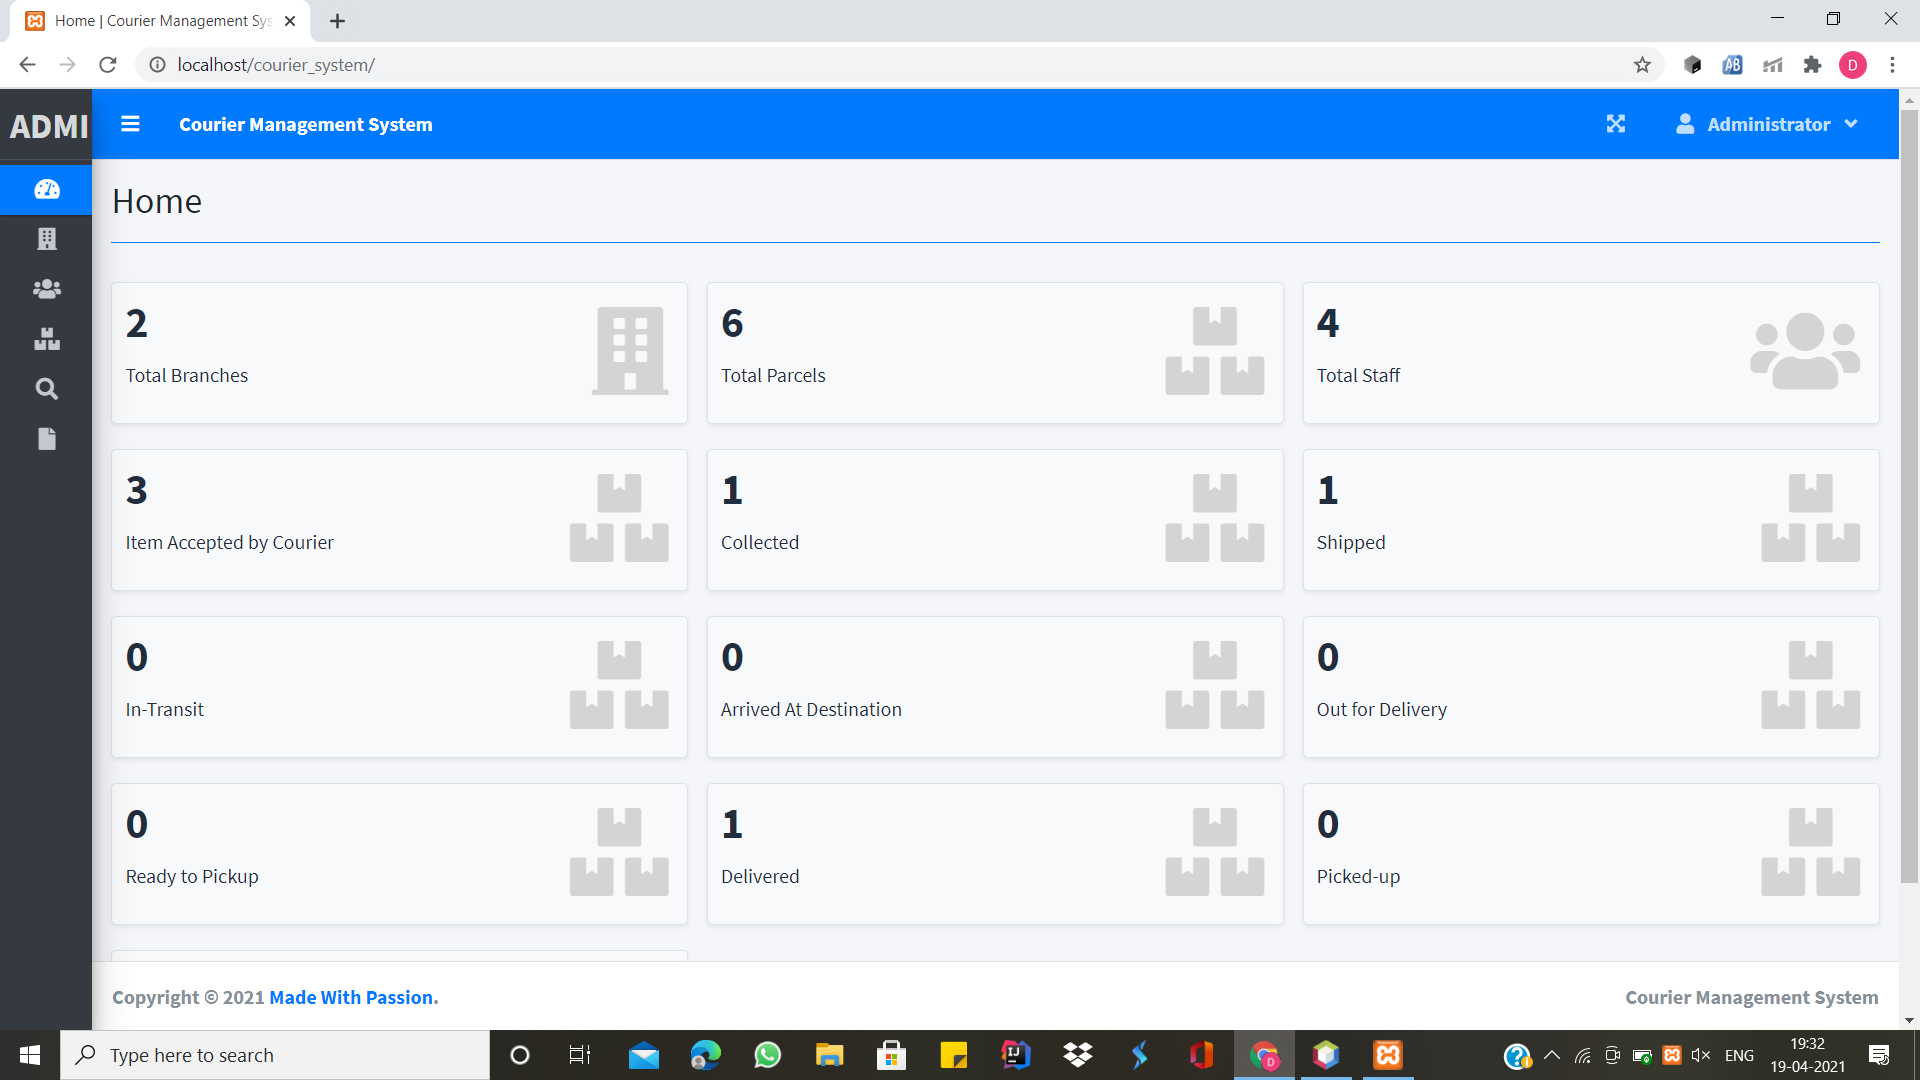 Home | Courier Management Sys
localhost/courier_system/
D
ADMI
Courier Management System
Administrator
Home
2
Total Branches
6
Total Parcels
4
Total Staff
3
Item Accepted by Courier
1
Collected
1
Shipped
0
In-Transit
0
Arrived At Destination
0
Out for Delivery
0
Ready to Pickup
1
Delivered
0
Picked-up
Copyright © 2021 Made With Passion.
Courier Management System
Type here to search
ENG
19:32
19-04-2021